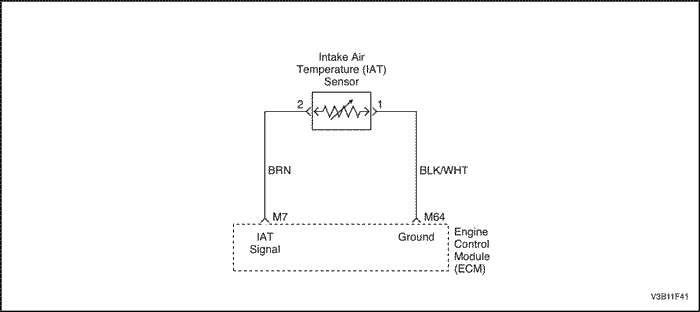 Intake Air
Temperature (IAT)
Sensor
2
1
BRN
BLK/WHT
M7
M64
IAT
Signal
Ground
Engine
Control
Module
(ECM)
V3B11F41